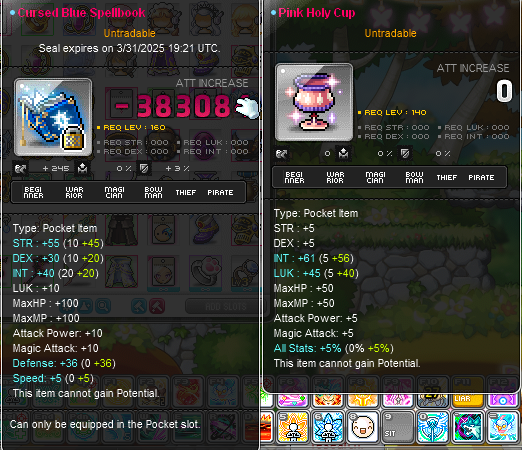 Cursed Blue Spellbook
Untradable
Seal expires on 3/31/2025 19:21 UTC.
ATT INCREASE
-38308
REQ LEV : 160
REQ STR : 000
REQ LUK : 000
REQ DEX : 000
REQ INT : 000
+ 245
0 %
+ 3 %
BEGINNER WARRIOR MAGICIAN BOWMAN THIEF PIRATE
Type: Pocket Item
STR : +55 (10 +45)
DEX : +30 (10 +20)
INT : +40 (20 +20)
LUK : +10
MaxHP : +100
MaxMP : +100
Attack Power: +10
Magic Attack: +10
Defense: +36 (0 +36)
Speed: +5 (0 +5)
This item cannot gain Potential.
Can only be equipped in the Pocket slot.
Pink Holy Cup
Untradable
ATT INCREASE
0
REQ LEV : 140
REQ STR : 000
REQ LUK : 000
REQ DEX : 000
REQ INT : 000
0 %
0 %
0 %
BEGINNER WARRIOR MAGICIAN BOWMAN THIEF PIRATE
Type: Pocket Item
STR : +5
DEX : +5
INT : +61 (5 +56)
LUK : +45 (5 +40)
MaxHP : +50
MaxMP : +50
Attack Power: +5
Magic Attack: +5
All Stats: +5% (0% +5%)
This item cannot gain Potential.
LIAR
SIT